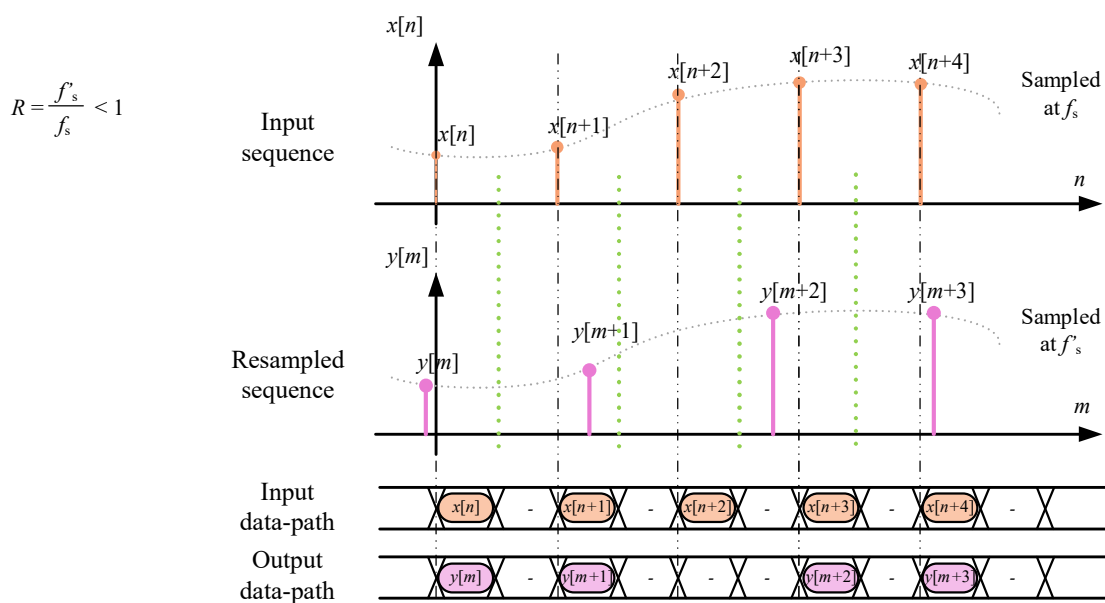 x[n]
R = f's / fs < 1
Input
sequence
x[n]
x[n+1]
x[n+2]
x[n+3]
x[n+4]
Sampled
at fs
n
y[m]
Resampled
sequence
y[m]
y[m+1]
y[m+2]
y[m+3]
Sampled
at f's
m
Input
data-path
x[n] - x[n+1] - x[n+2] - x[n+3] - x[n+4] -
Output
data-path
y[m] - y[m+1] - - - y[m+2] - y[m+3] -